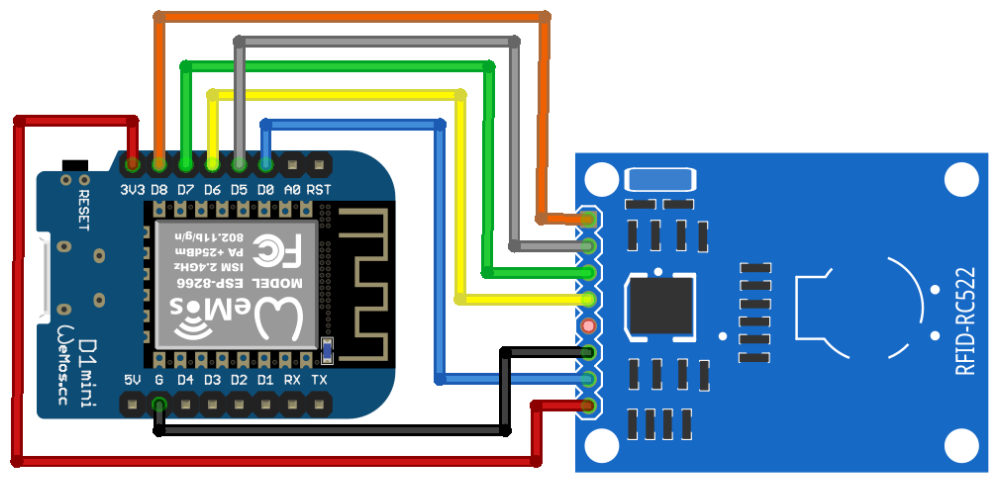 3V3 D8 D7 D6 D5 D0 A0 RST
RESET
MODEL ESP-8266
ISM 2.4GHz
PA +25dBm
802.11b/g/n
FC
WeMos
5V G D4 D3 D2 D1 RX TX
D1 mini
WeMos.cc
RFID-RC522